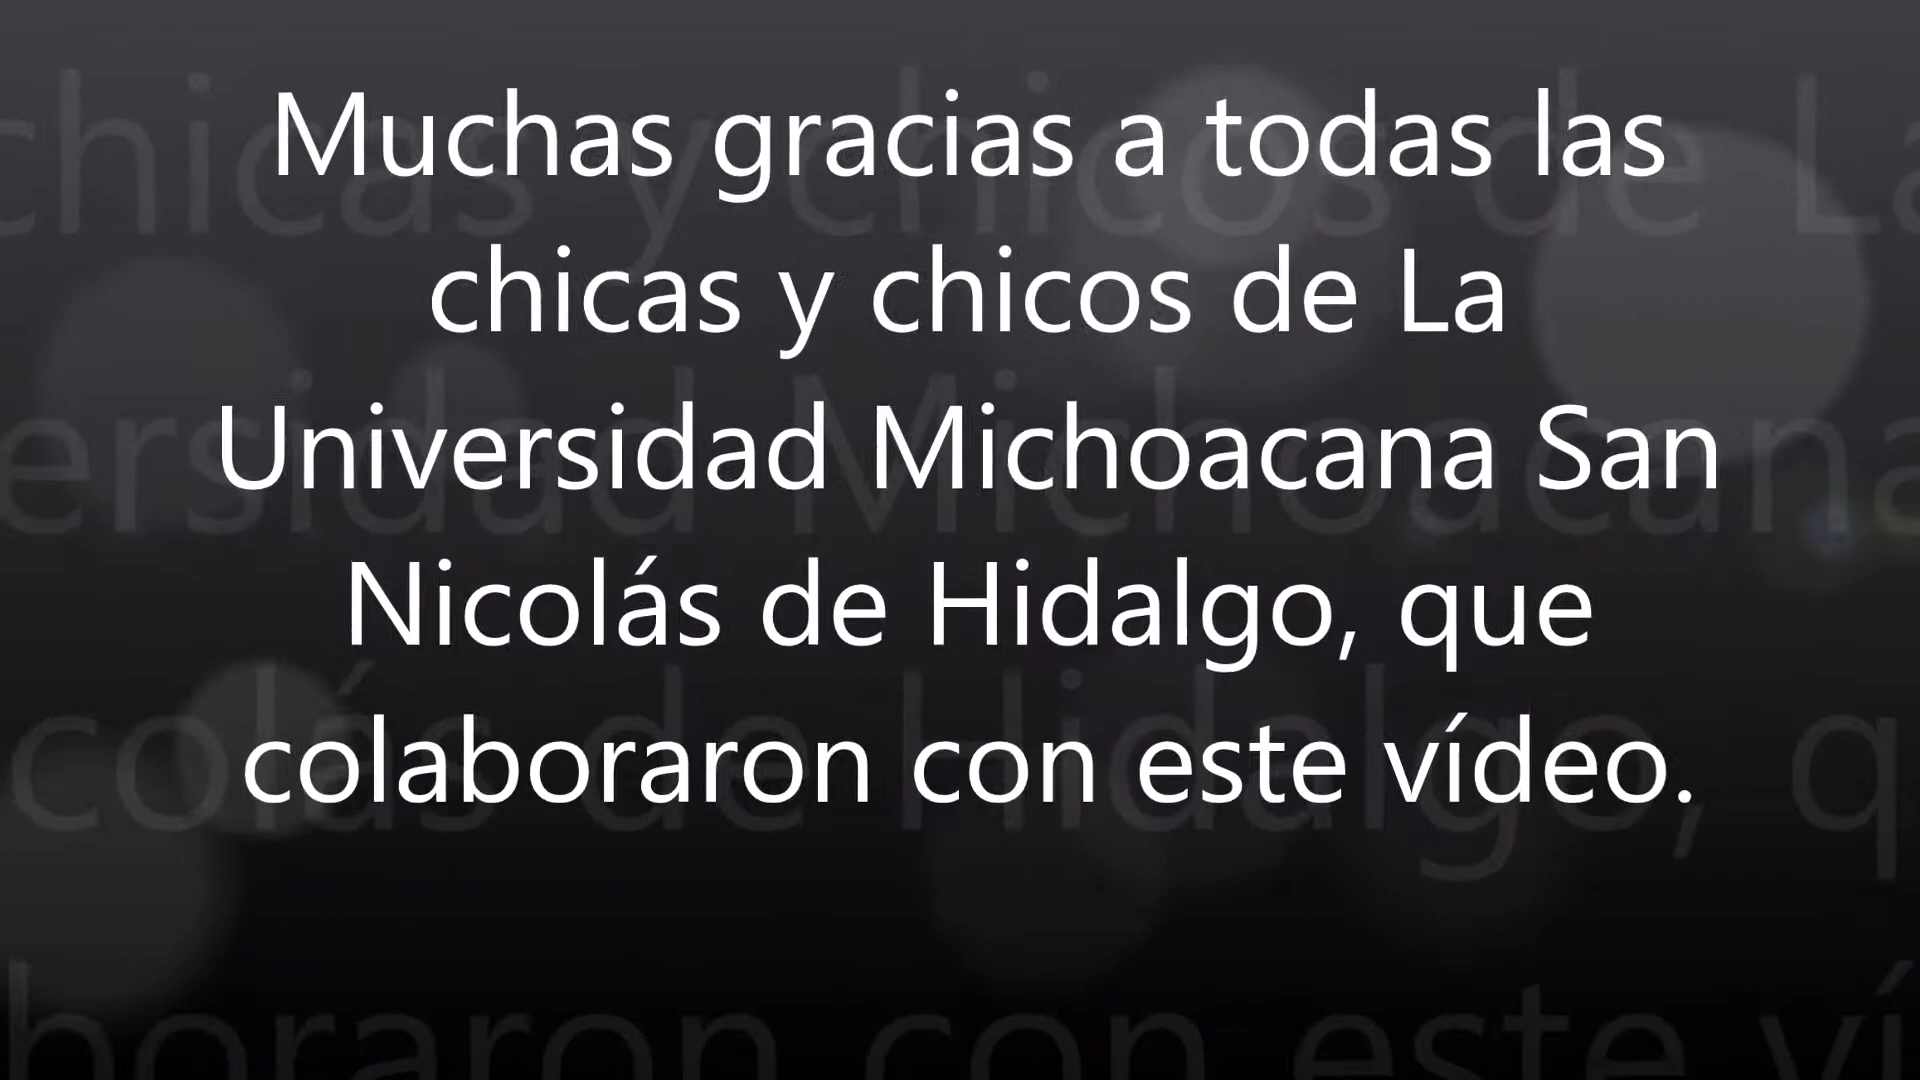 Muchas gracias a todas las
chicas y chicos de La
Universidad Michoacana San
Nicolás de Hidalgo, que
colaboraron con este vídeo.